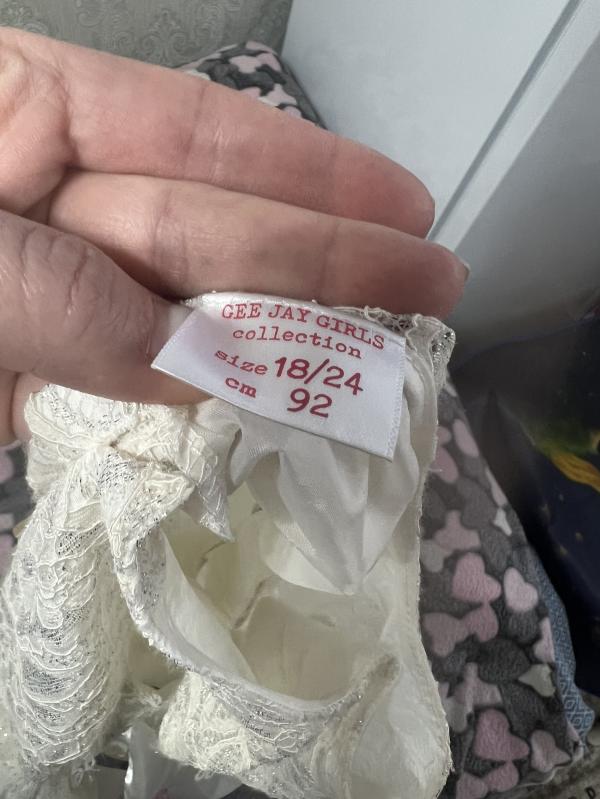 GEE JAY GIRLS
collection
size 18/24
cm 92